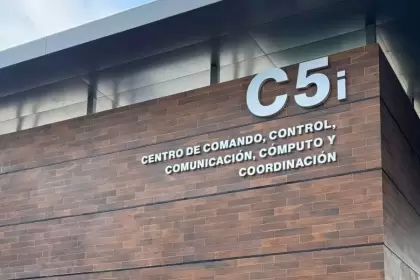 C5i
CENTRO DE COMANDO, CONTROL,
COMUNICACIÓN, CÓMPUTO Y
COORDINACIÓN